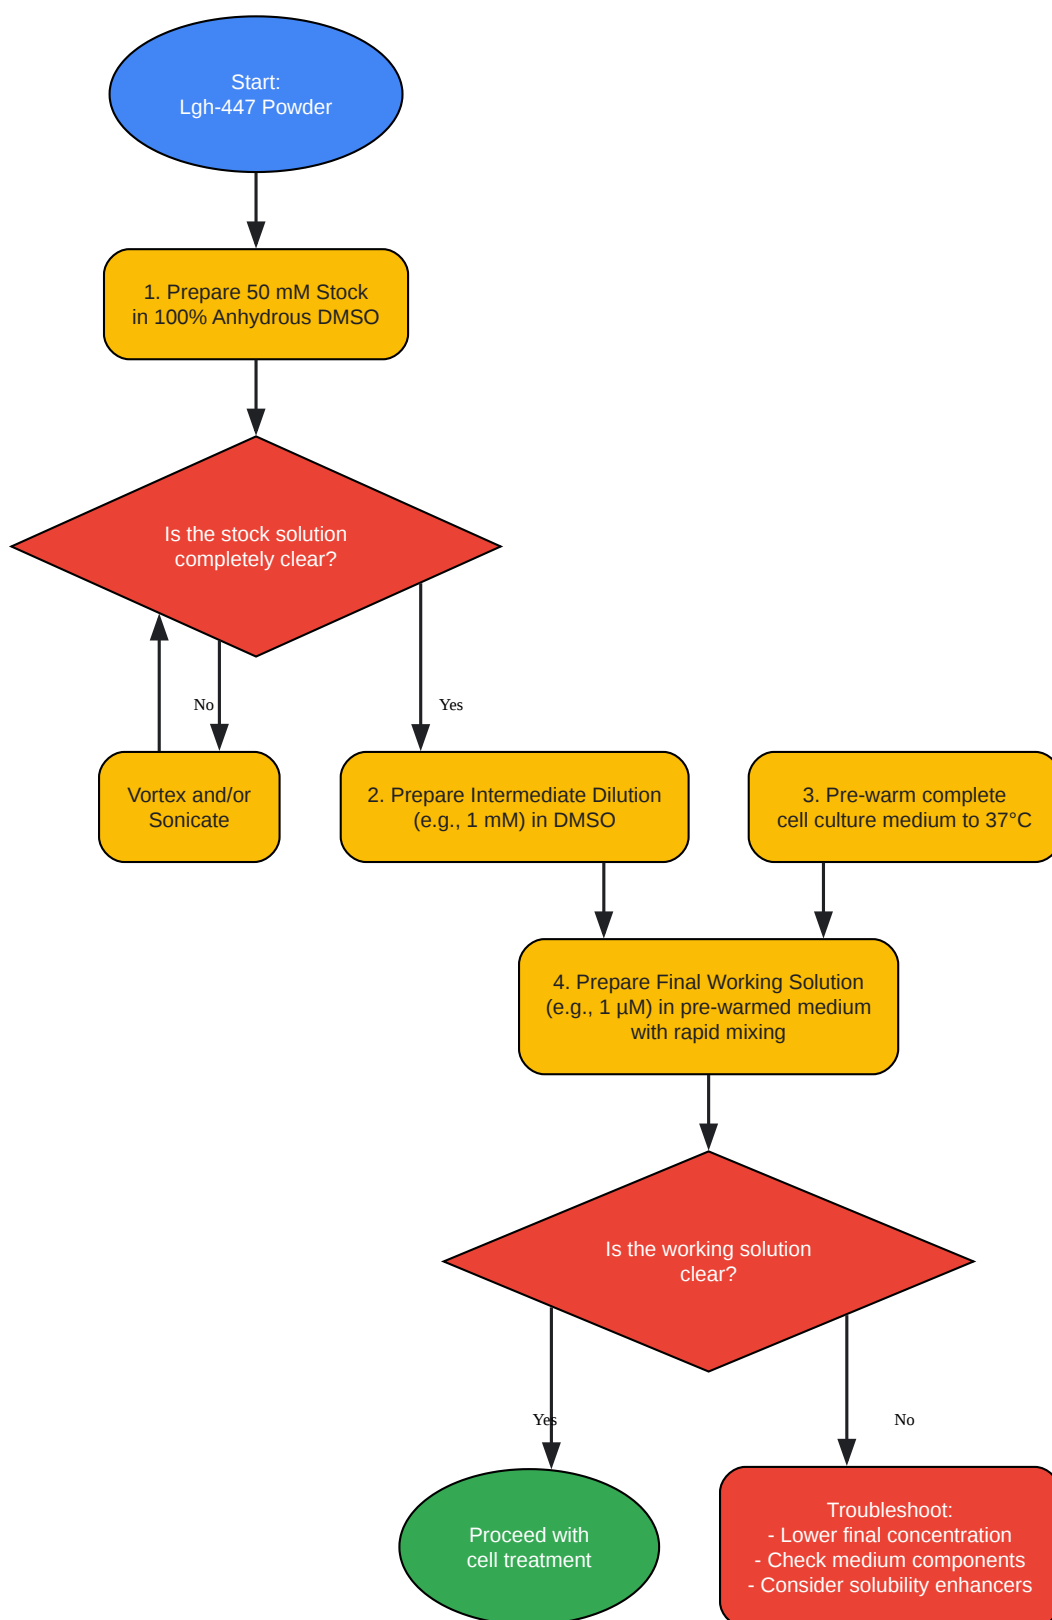 Start:
Lgh-447 Powder
1. Prepare 50 mM Stock
in 100% Anhydrous DMSO
Is the stock solution
completely clear?
No
Yes
Vortex and/or
Sonicate
2. Prepare Intermediate Dilution
(e.g., 1 mM) in DMSO
3. Pre-warm complete
cell culture medium to 37°C
4. Prepare Final Working Solution
(e.g., 1 µM) in pre-warmed medium
with rapid mixing
Is the working solution
clear?
Yes
No
Proceed with
cell treatment
Troubleshoot:
- Lower final concentration
- Check medium components
- Consider solubility enhancers